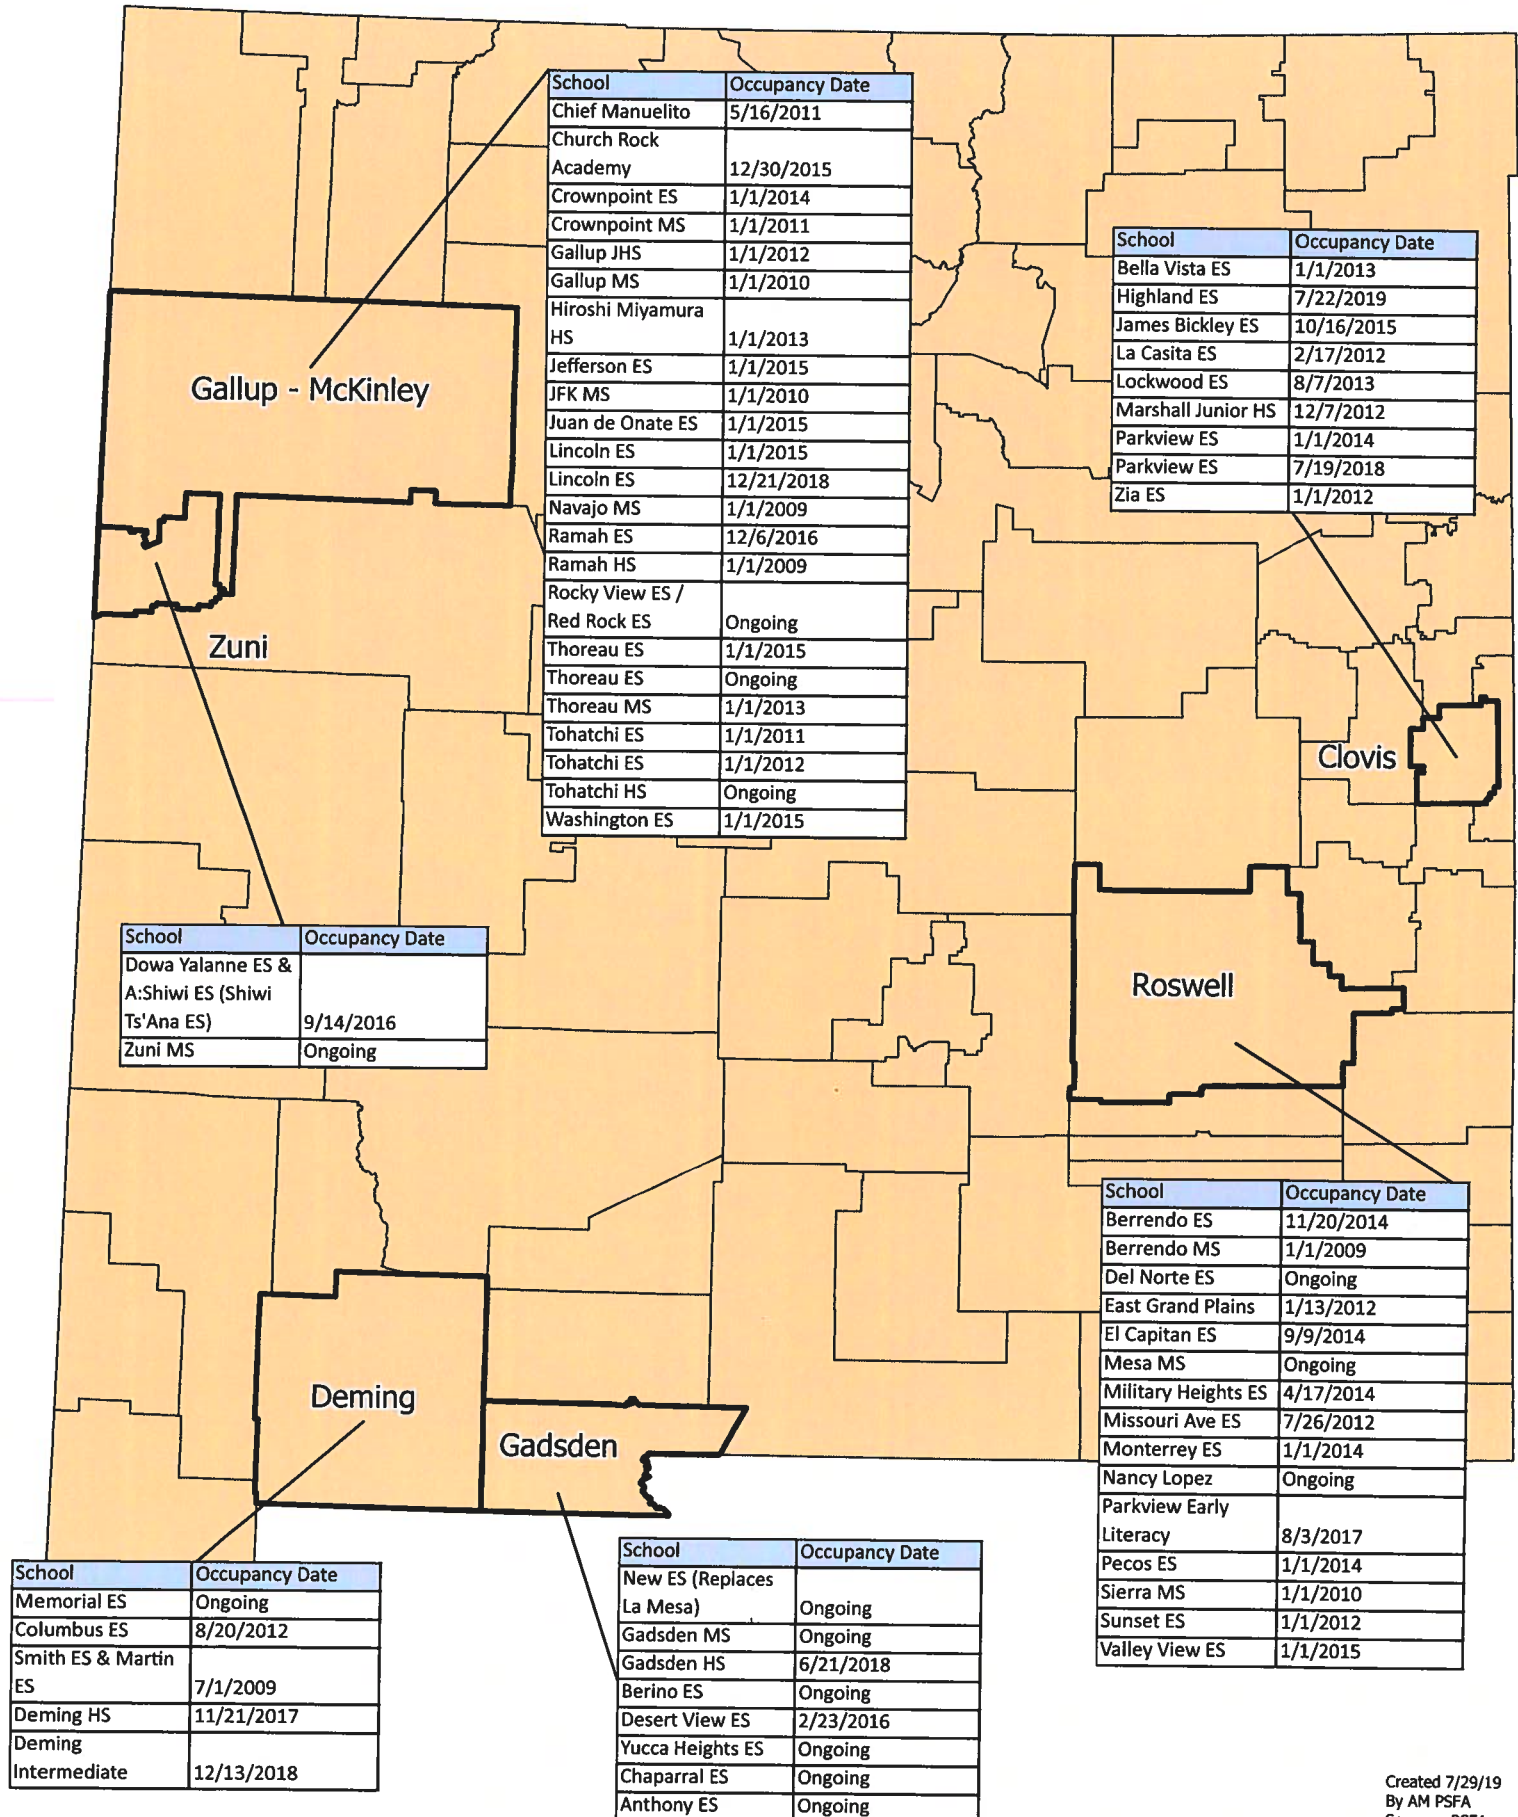 School Occupancy Date
Chief Manuelito 5/16/2011
Church Rock
Academy 12/30/2015
Crownpoint ES 1/1/2014
Crownpoint MS 1/1/2011
Gallup JHS 1/1/2012
Gallup MS 1/1/2010
Hiroshi Miyamura
HS 1/1/2013
Jefferson ES 1/1/2015
JFK MS 1/1/2010
Juan de Onate ES 1/1/2015
Lincoln ES 1/1/2015
Lincoln ES 12/21/2018
Navajo MS 1/1/2009
Ramah ES 12/6/2016
Ramah HS 1/1/2009
Rocky View ES /
Red Rock ES Ongoing
Thoreau ES 1/1/2015
Thoreau ES Ongoing
Thoreau MS 1/1/2013
Tohatchi ES 1/1/2011
Tohatchi ES 1/1/2012
Tohatchi HS Ongoing
Washington ES 1/1/2015
School Occupancy Date
Bella Vista ES 1/1/2013
Highland ES 7/22/2019
James Bickley ES 10/16/2015
La Casita ES 2/17/2012
Lockwood ES 8/7/2013
Marshall Junior HS 12/7/2012
Parkview ES 1/1/2014
Parkview ES 7/19/2018
Zia ES 1/1/2012
Gallup - McKinley
Zuni
Clovis
School Occupancy Date
Dowa Yalanne ES &
A:Shiwi ES (Shiwi
Ts'Ana ES) 9/14/2016
Zuni MS Ongoing
Roswell
School Occupancy Date
Berrendo ES 11/20/2014
Berrendo MS 1/1/2009
Del Norte ES Ongoing
East Grand Plains 1/13/2012
El Capitan ES 9/9/2014
Mesa MS Ongoing
Military Heights ES 4/17/2014
Missouri Ave ES 7/26/2012
Monterrey ES 1/1/2014
Nancy Lopez Ongoing
Parkview Early
Literacy 8/3/2017
Pecos ES 1/1/2014
Sierra MS 1/1/2010
Sunset ES 1/1/2012
Valley View ES 1/1/2015
Deming
Gadsden
School Occupancy Date
Memorial ES Ongoing
Columbus ES 8/20/2012
Smith ES & Martin
ES 7/1/2009
Deming HS 11/21/2017
Deming
Intermediate 12/13/2018
School Occupancy Date
New ES (Replaces
La Mesa) Ongoing
Gadsden MS Ongoing
Gadsden HS 6/21/2018
Berino ES Ongoing
Desert View ES 2/23/2016
Yucca Heights ES Ongoing
Chaparral ES Ongoing
Anthony ES Ongoing
Created 7/29/19
By AM PSFA